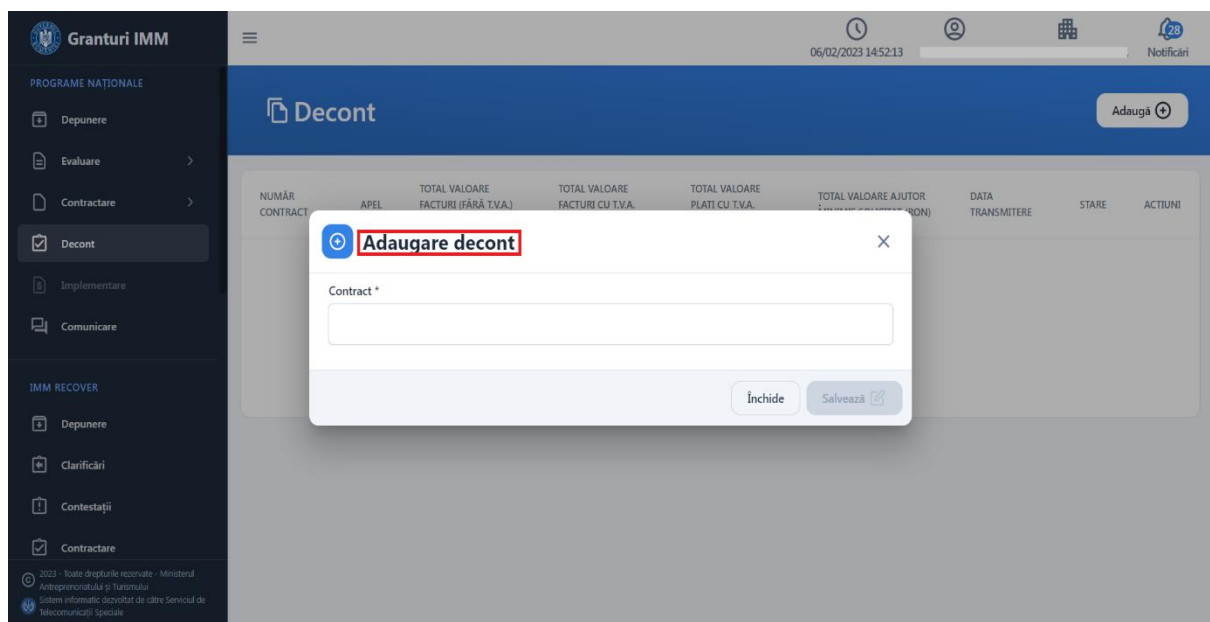 Granturi IMM
06/02/2023 14:52:13
28
Notificări
PROGRAME NAȚIONALE
Depunere
Evaluare
Contractare
Decont
Implementare
Comunicare
IMM RECOVER
Depunere
Clarificări
Contestații
Contractare
2023 - Toate drepturile rezervate - Ministerul
Antreprenoriatului și Turismului
Sistem informatic dezvoltat de către Serviciul de
Telecomunicații Speciale
Decont
Adaugă
NUMĂR
CONTRACT
APEL
TOTAL VALOARE
FACTURI (FĂRĂ T.V.A.)
TOTAL VALOARE
FACTURI CU T.V.A.
TOTAL VALOARE
PLATI CU T.V.A.
TOTAL VALOARE AJUTOR
(RON)
DATA
TRANSMITERE
STARE
ACTIUNI
Adaugare decont
Contract *
Închide
Salvează